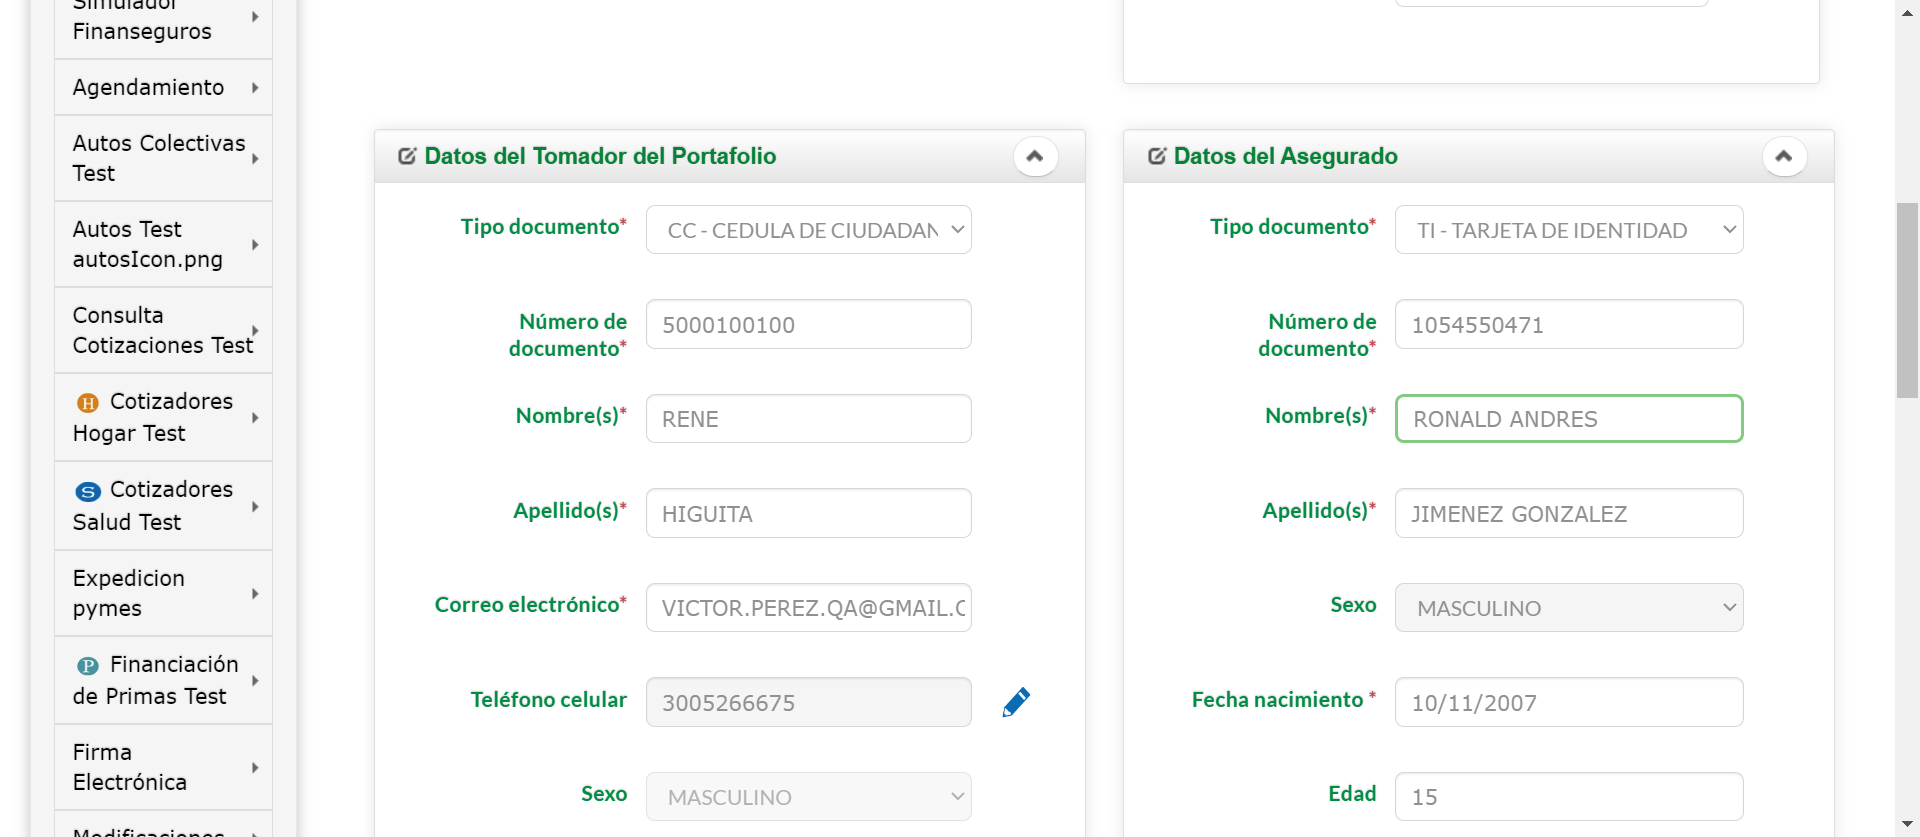 Simulador
Finanseguros
Agendamiento
Autos Colectivas
Test
Autos Test
autosIcon.png
Consulta
Cotizaciones Test
H Cotizadores
Hogar Test
S Cotizadores
Salud Test
Expedicion
pymes
P Financiación
de Primas Test
Firma
Electrónica
Modificaciones
Datos del Tomador del Portafolio
Tipo documento* CC - CEDULA DE CIUDADAN
Número de
documento* 5000100100
Nombre(s)* RENE
Apellido(s)* HIGUITA
Correo electrónico* VICTOR.PEREZ.QA@GMAIL.C
Teléfono celular 3005266675
Sexo MASCULINO
Datos del Asegurado
Tipo documento* TI - TARJETA DE IDENTIDAD
Número de
documento* 1054550471
Nombre(s)* RONALD ANDRES
Apellido(s)* JIMENEZ GONZALEZ
Sexo MASCULINO
Fecha nacimiento * 10/11/2007
Edad 15